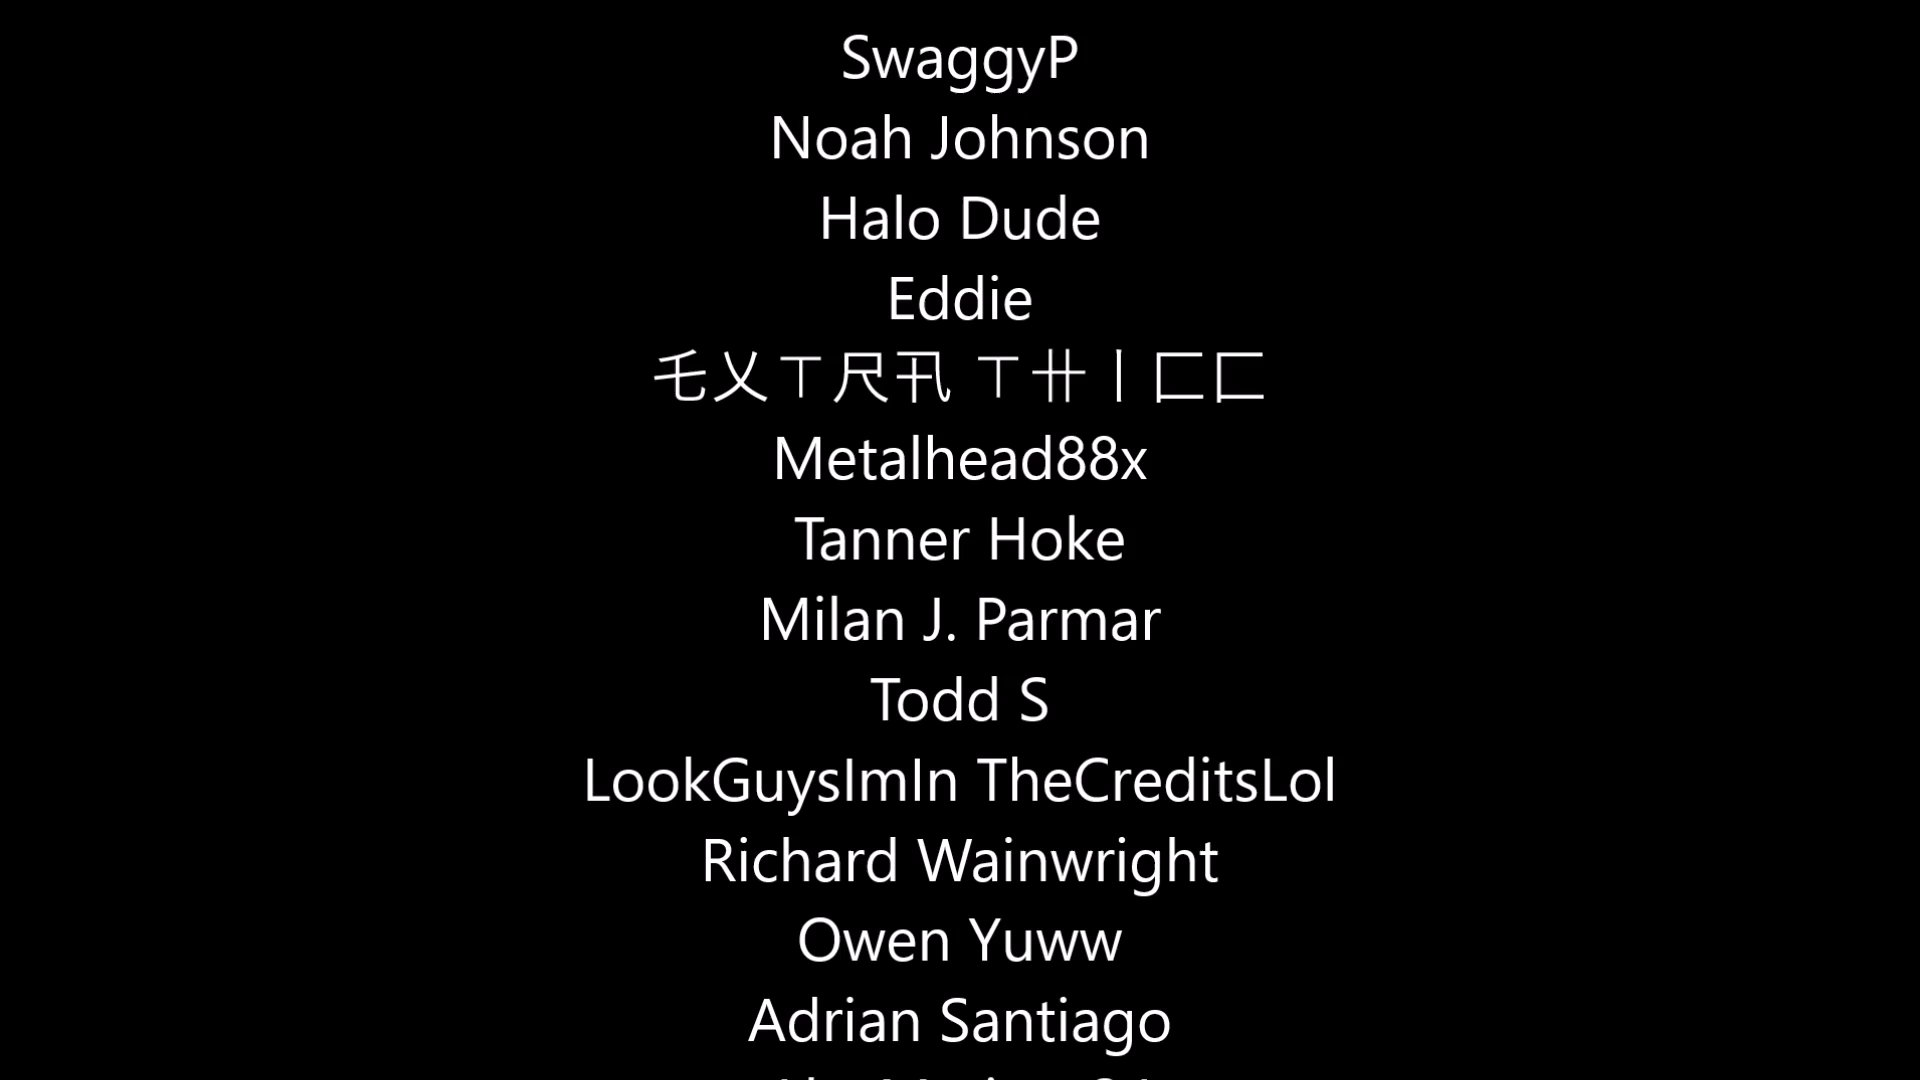 SwaggyP
Noah Johnson
Halo Dude
Eddie
乇乂ㄒ尺卂 ㄒ卄丨匚匚
Metalhead88x
Tanner Hoke
Milan J. Parmar
Todd S
LookGuysImIn TheCreditsLol
Richard Wainwright
Owen Yuww
Adrian Santiago